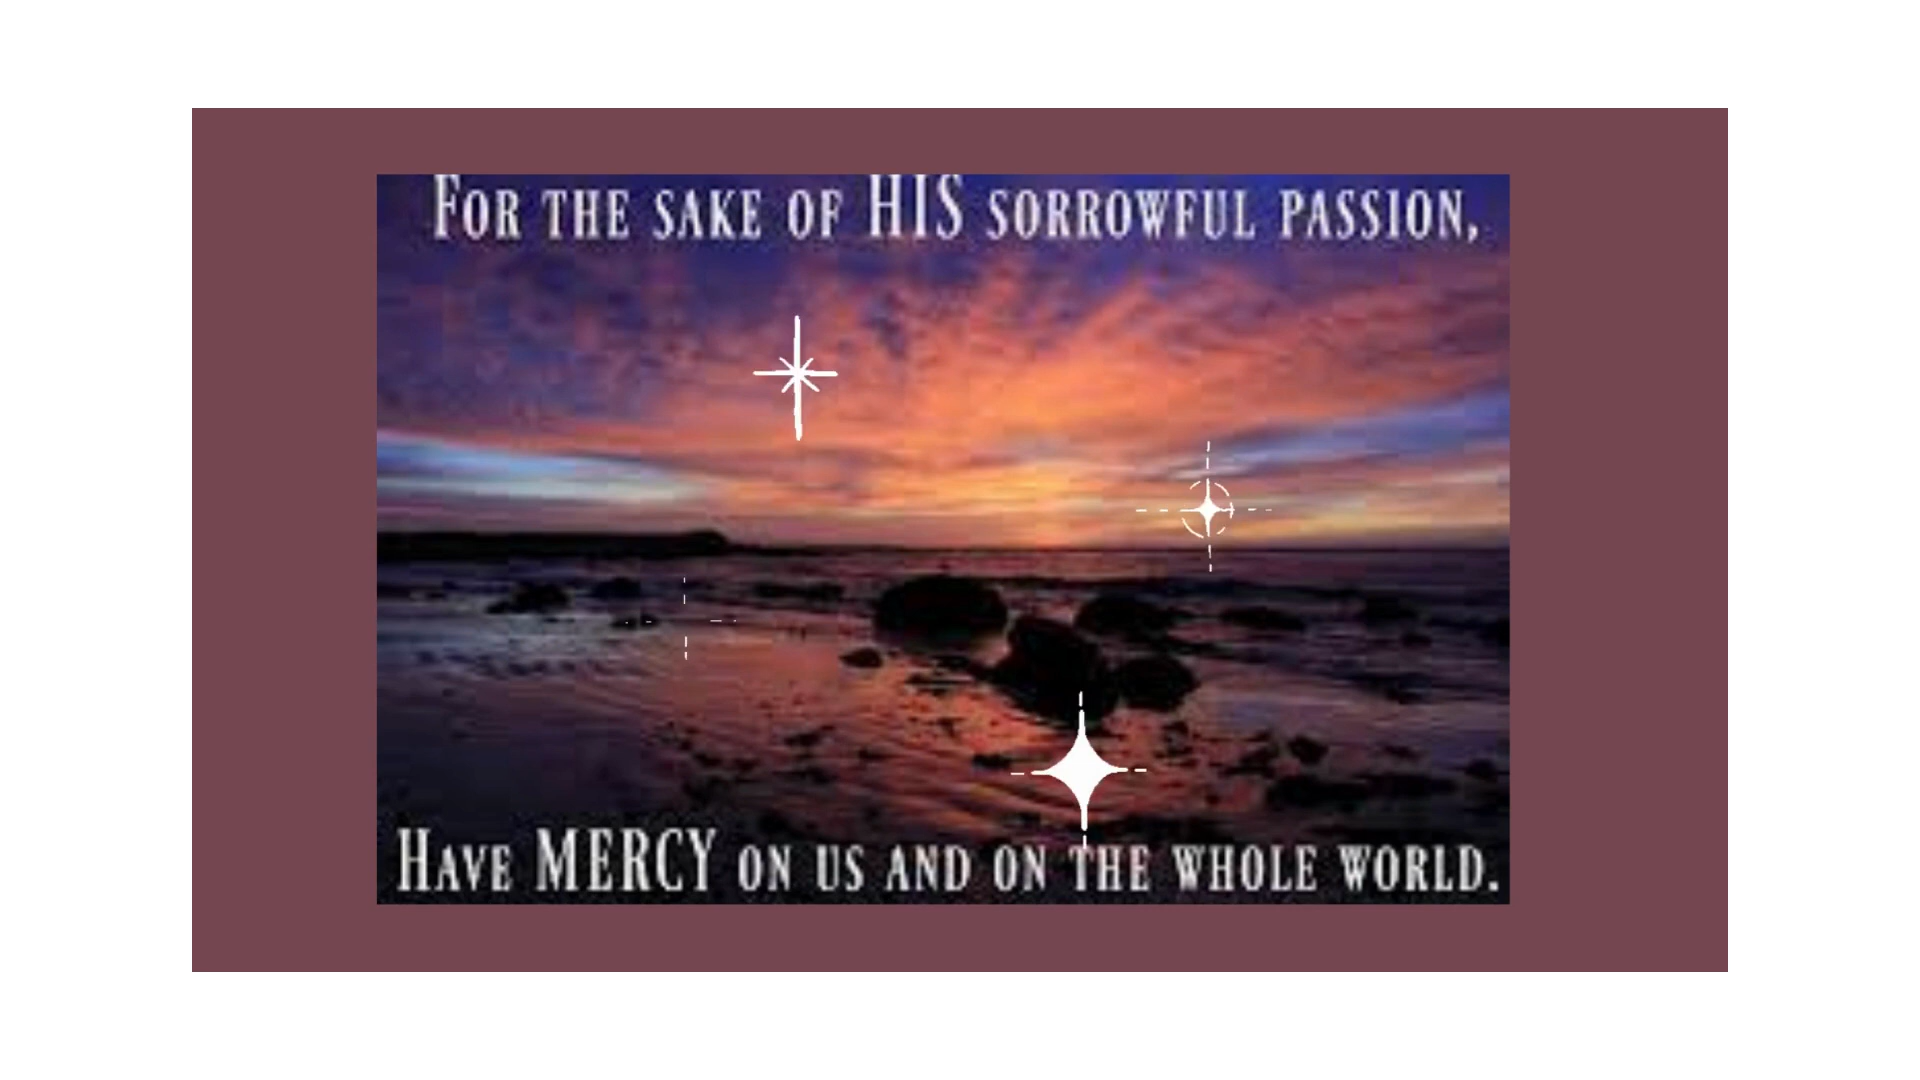 For the sake of HIS sorrowful passion,
Have MERCY on us and on the whole world.